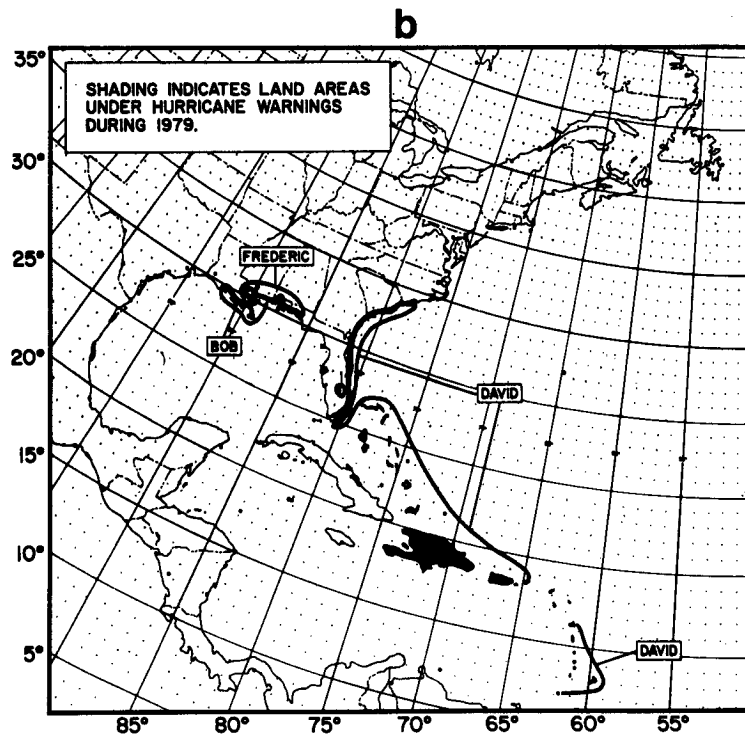 b
35°
SHADING INDICATES LAND AREAS
UNDER HURRICANE WARNINGS
DURING 1979.
30°
25°
FREDERIC
20°
BOB
DAVID
15°
10°
5°
DAVID
85° 80° 75° 70° 65° 60° 55°